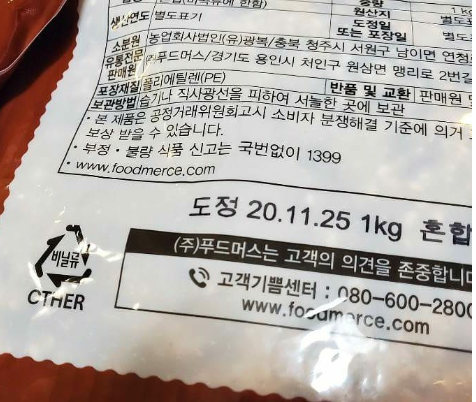 중량 1K
원산지 별도
생산연도 별도표기 도정일 별도
또는 포장일
소분원 농업회사법인(유)광복/충북 청주시 서원구 남이면 연청
유통전문판매원 ㈜푸드머스/경기도 용인시 처인구 원삼면 맹리로 2번길
포장재질 폴리에틸렌(PE) 반품 및 교환 판매원
보관방법 습기나 직사광선을 피하여 서늘한 곳에 보관
· 본 제품은 공정거래위원회고시 소비자 분쟁해결 기준에 의거
보상 받을 수 있습니다.
· 부정 · 불량 식품 신고는 국번없이 1399
· www.foodmerce.com
도정 20.11.25 1kg 혼합
(주)푸드머스는 고객의 의견을 존중합니다
고객기쁨센터 : 080-600-2800
www.foodmerce.com
비닐류
OTHER